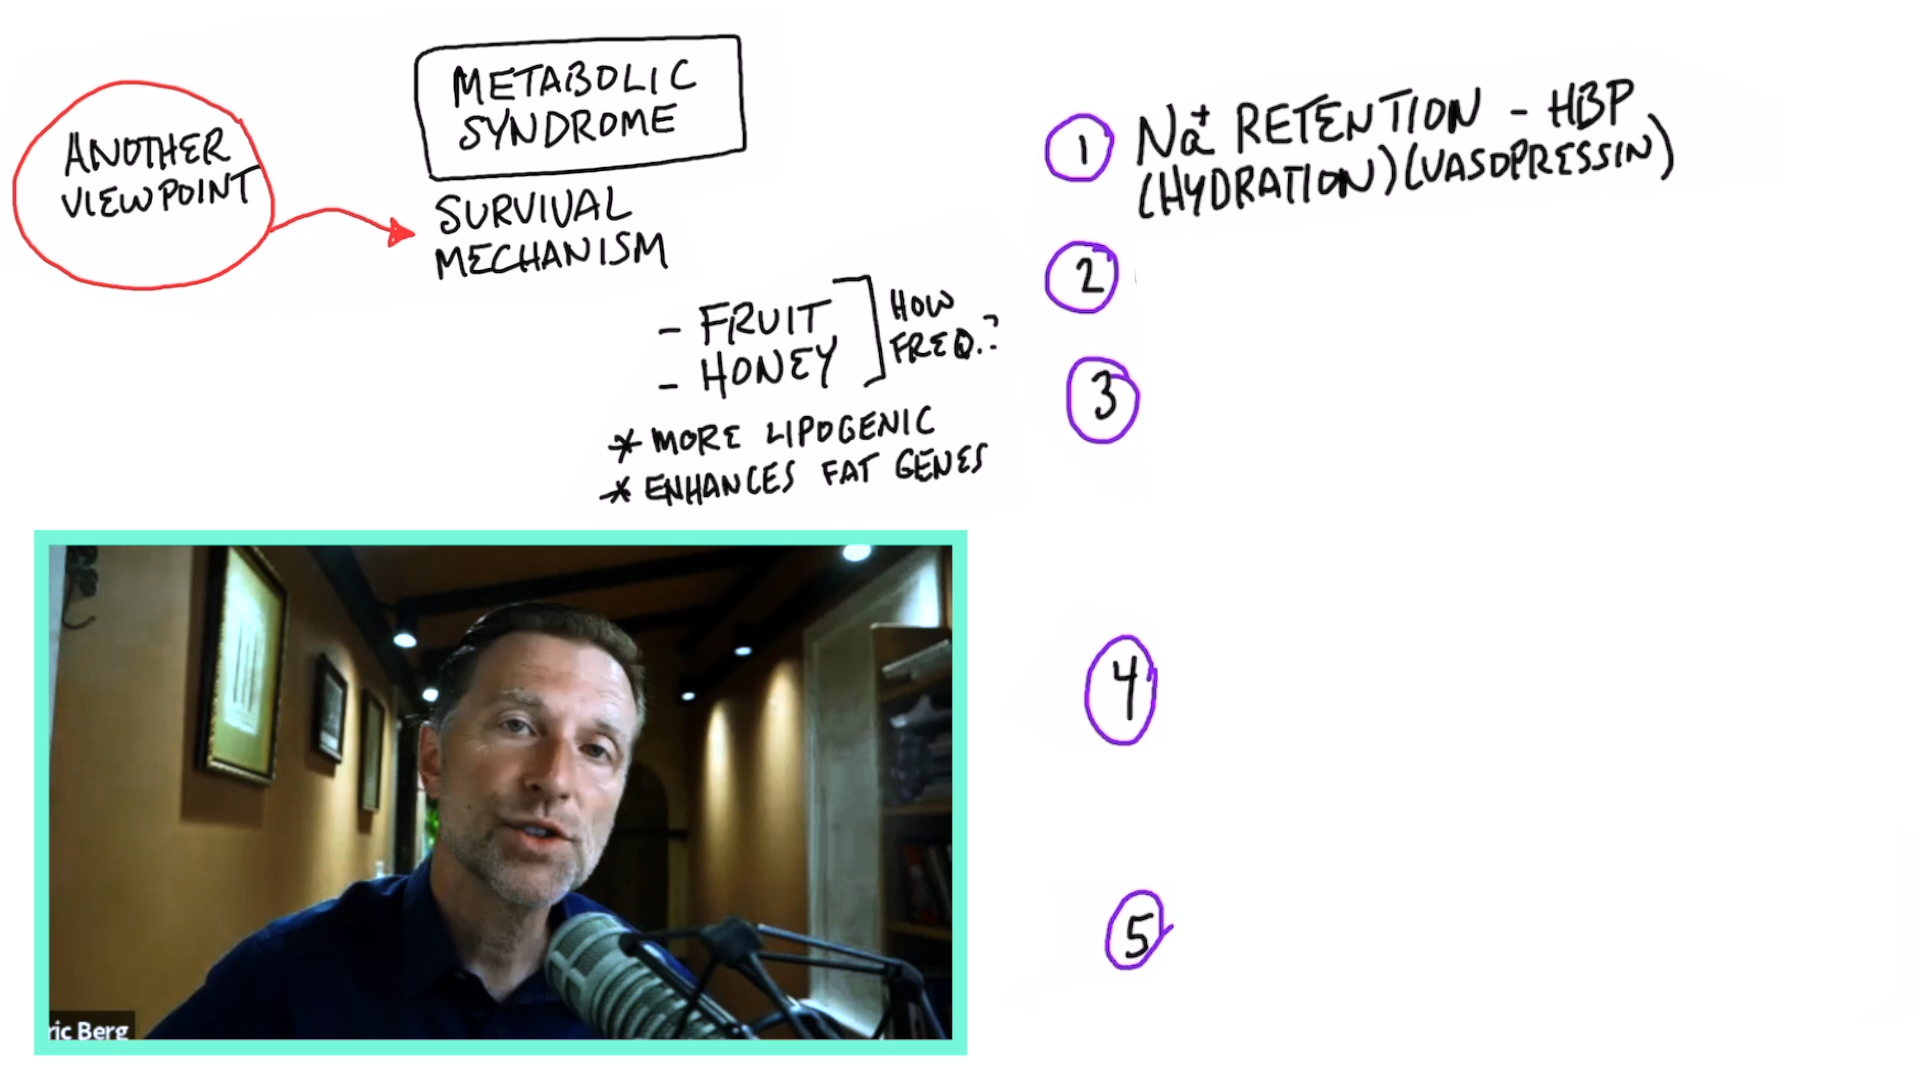 ANOTHER
VIEWPOINT
METABOLIC
SYNDROME
SURVIVAL
MECHANISM
- FRUIT
- HONEY
HOW
FREQ.?
* MORE LIPOGENIC
* ENHANCES FAT GENES
1 Na+ RETENTION - HBP
(HYDRATION) (VASOPRESSIN)
2
3
4
5
ric Berg